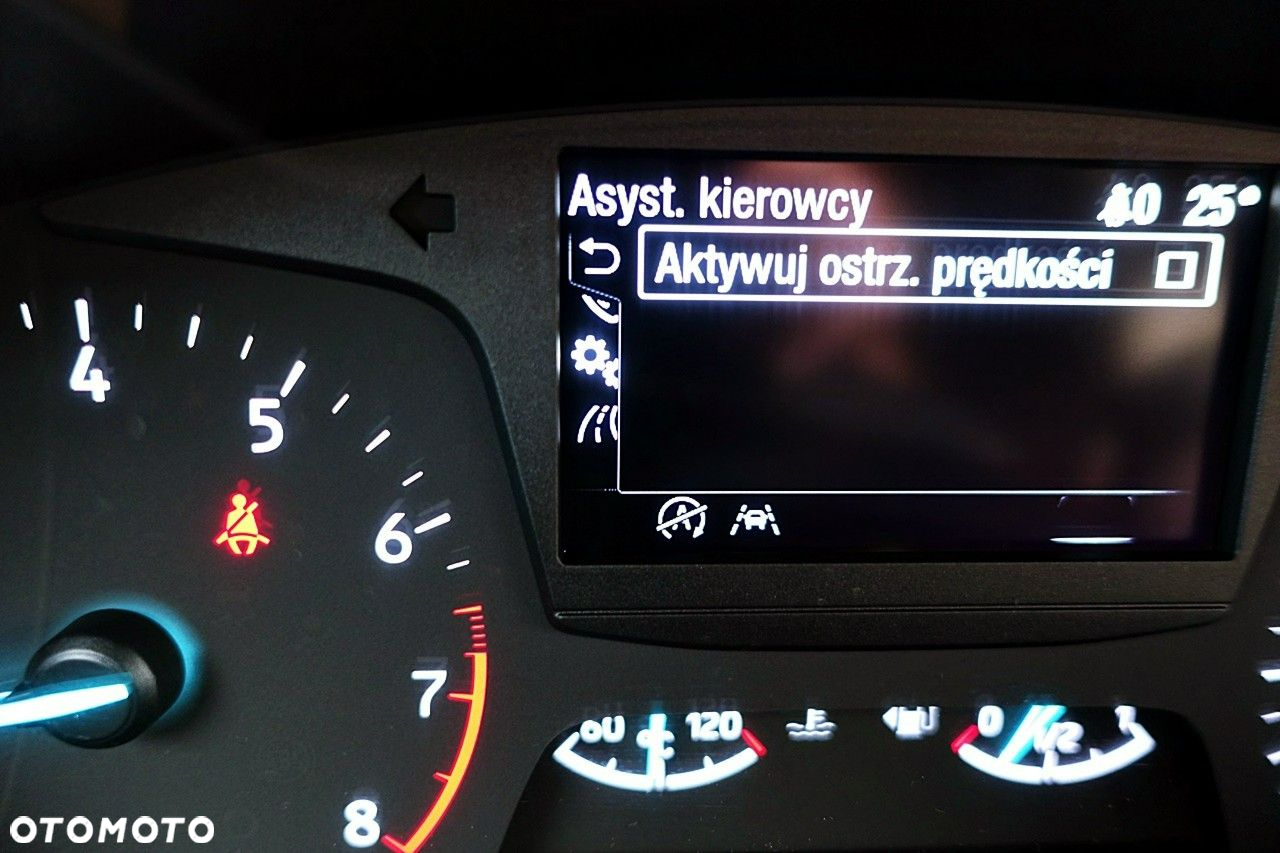 Asyst. kierowcy
25°
Aktywuj ostrz. prędkości
4
5
6
7
8
120
°C
0
1/2
1
OTOMOTO